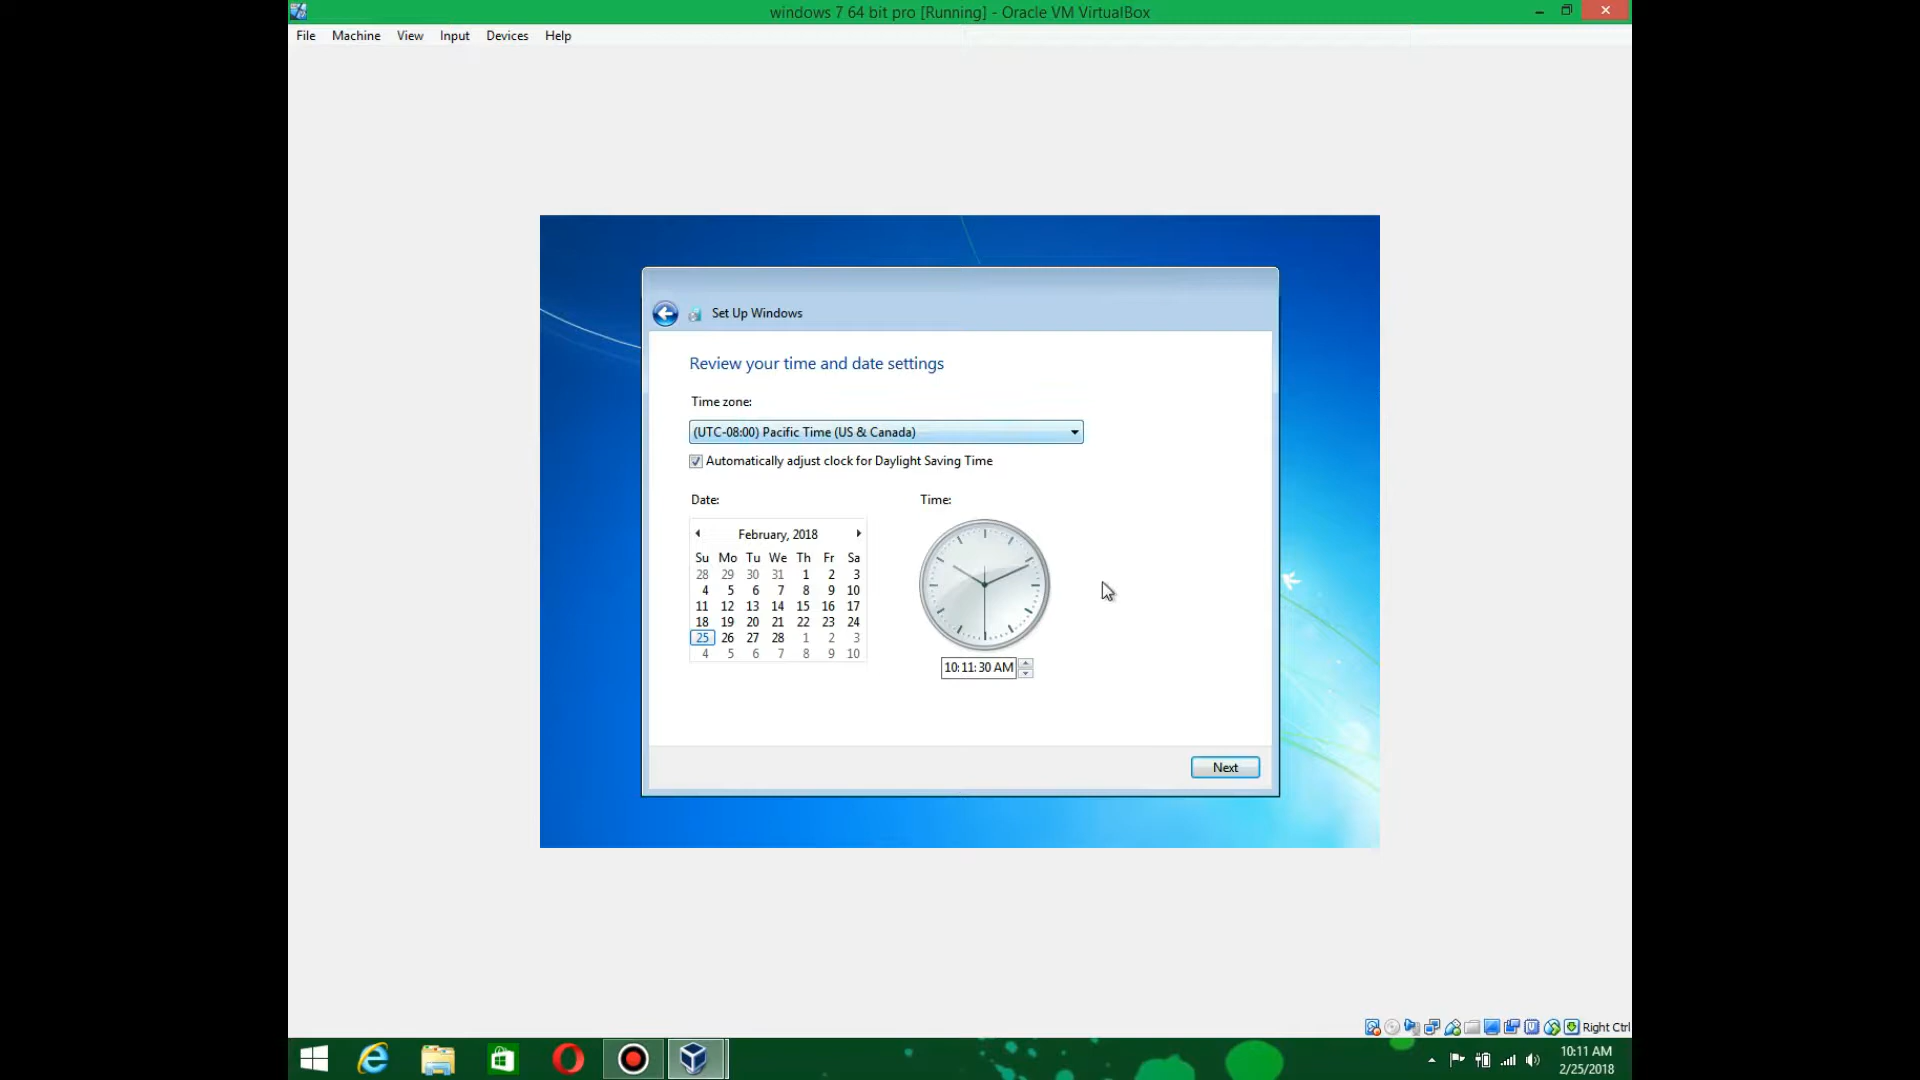 windows 7 64 bit pro [Running] - Oracle VM VirtualBox
File Machine View Input Devices Help
Set Up Windows
Review your time and date settings
Time zone:
(UTC-08:00) Pacific Time (US & Canada)
Automatically adjust clock for Daylight Saving Time
Date: Time:
February, 2018
Su Mo Tu We Th Fr Sa
28 29 30 31 1 2 3
4 5 6 7 8 9 10
11 12 13 14 15 16 17
18 19 20 21 22 23 24
25 26 27 28 1 2 3
4 5 6 7 8 9 10
10:11:30 AM
Next
Right Ctrl
10:11 AM
2/25/2018